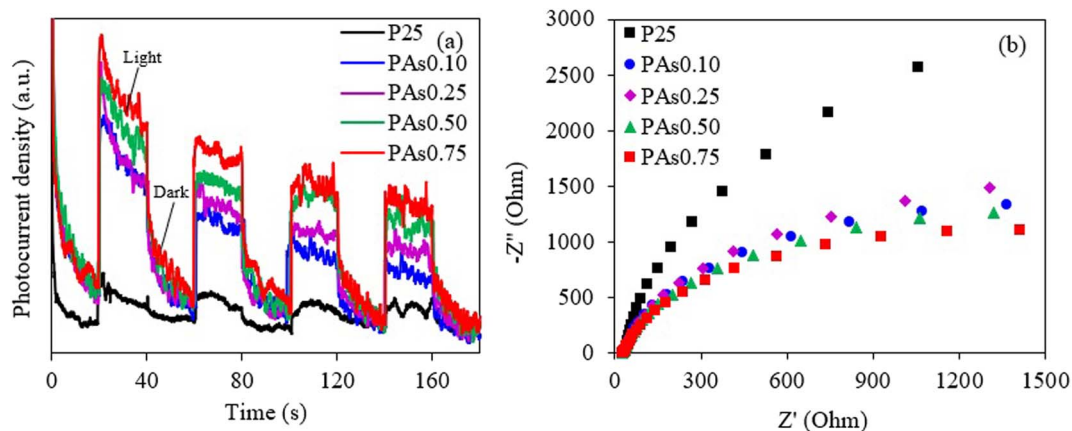 (a)
P25
PAs0.10
PAs0.25
PAs0.50
PAs0.75
Light
Dark
Photocurrent density (a.u.)
0 40 80 120 160
Time (s)
(b)
P25
PAs0.10
PAs0.25
PAs0.50
PAs0.75
3000
2500
2000
1500
1000
500
0
-Z" (Ohm)
0 300 600 900 1200 1500
Z' (Ohm)